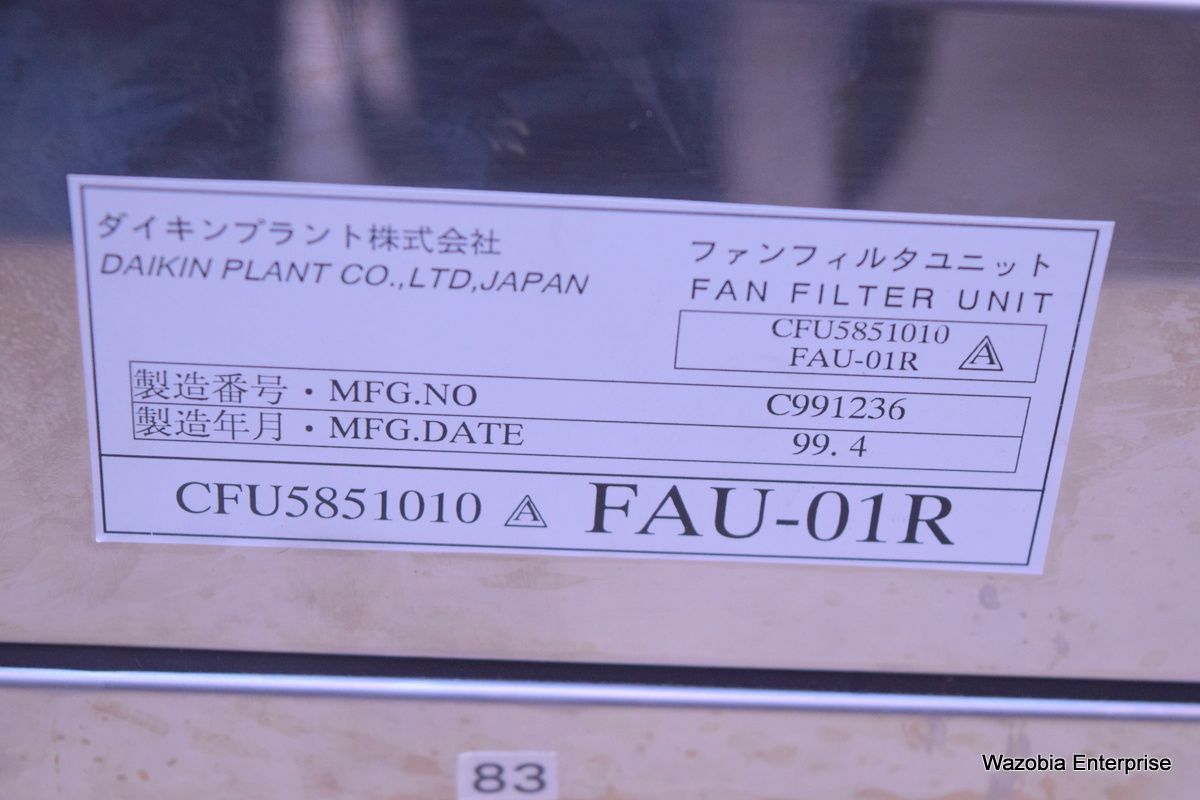 ダイキンプラント株式会社
DAIKIN PLANT CO.,LTD,JAPAN
ファンフィルタユニット
FAN FILTER UNIT
CFU5851010
FAU-01R A
製造番号・MFG.NO C991236
製造年月・MFG.DATE 99. 4
CFU5851010 A FAU-01R
83
Wazobia Enterprise